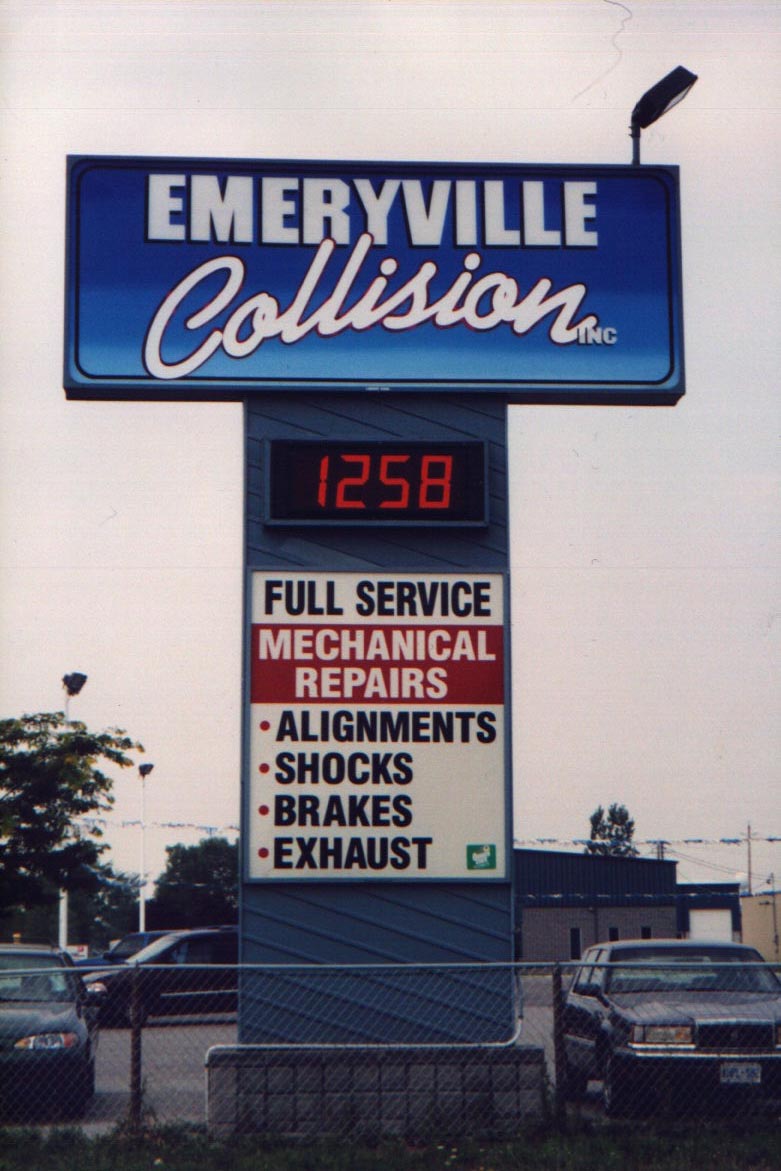 EMERYVILLE
Collision INC
1258
FULL SERVICE
MECHANICAL
REPAIRS
• ALIGNMENTS
• SHOCKS
• BRAKES
• EXHAUST